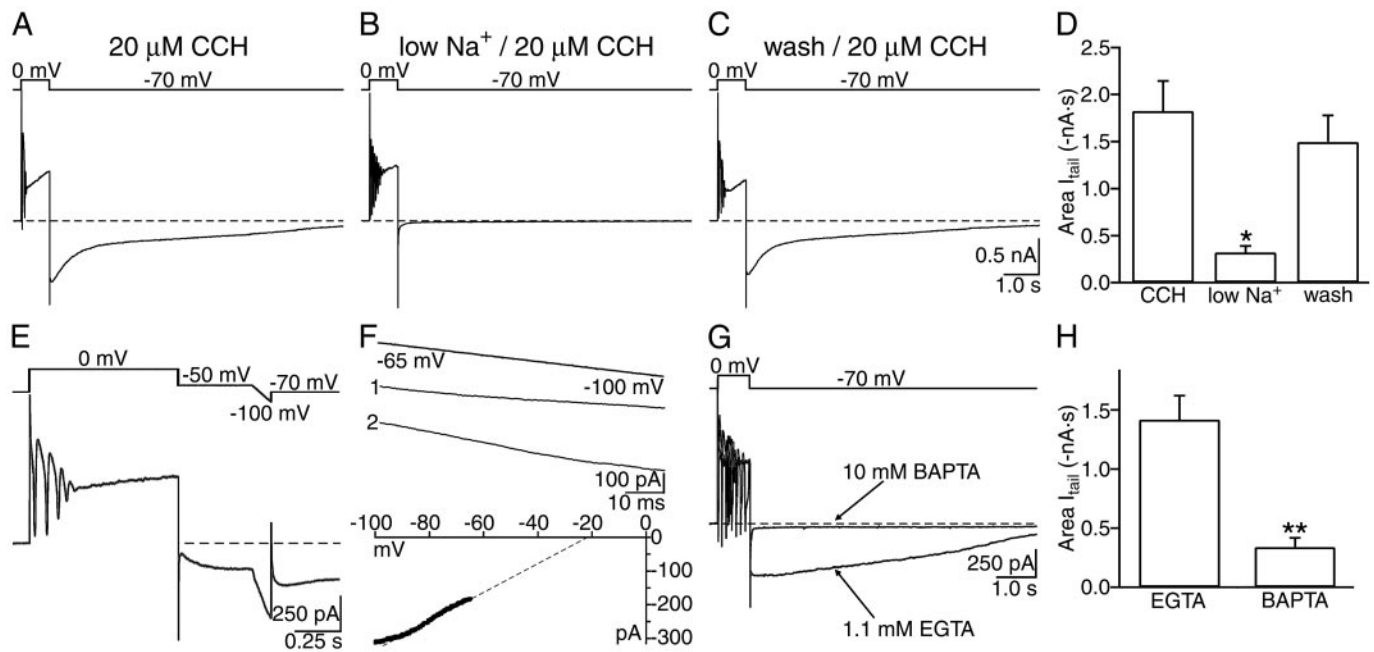 A
20 μM CCH
0 mV
-70 mV
B
low Na⁺ / 20 μM CCH
0 mV
-70 mV
C
wash / 20 μM CCH
0 mV
-70 mV
0.5 nA
1.0 s
D
Area I_tail (-nA·s)
2.0
1.5
1.0
0.5
0.0
*
CCH low Na⁺ wash
E
0 mV
-50 mV
-70 mV
-100 mV
250 pA
0.25 s
F
-65 mV
-100 mV
1
2
100 pA
10 ms
-100 -80 -60 -40 -20 0
mV
0
-100
-200
-300
pA
G
0 mV
-70 mV
10 mM BAPTA
250 pA
1.0 s
1.1 mM EGTA
H
Area I_tail (-nA·s)
1.5
1.0
0.5
0.0
**
EGTA BAPTA